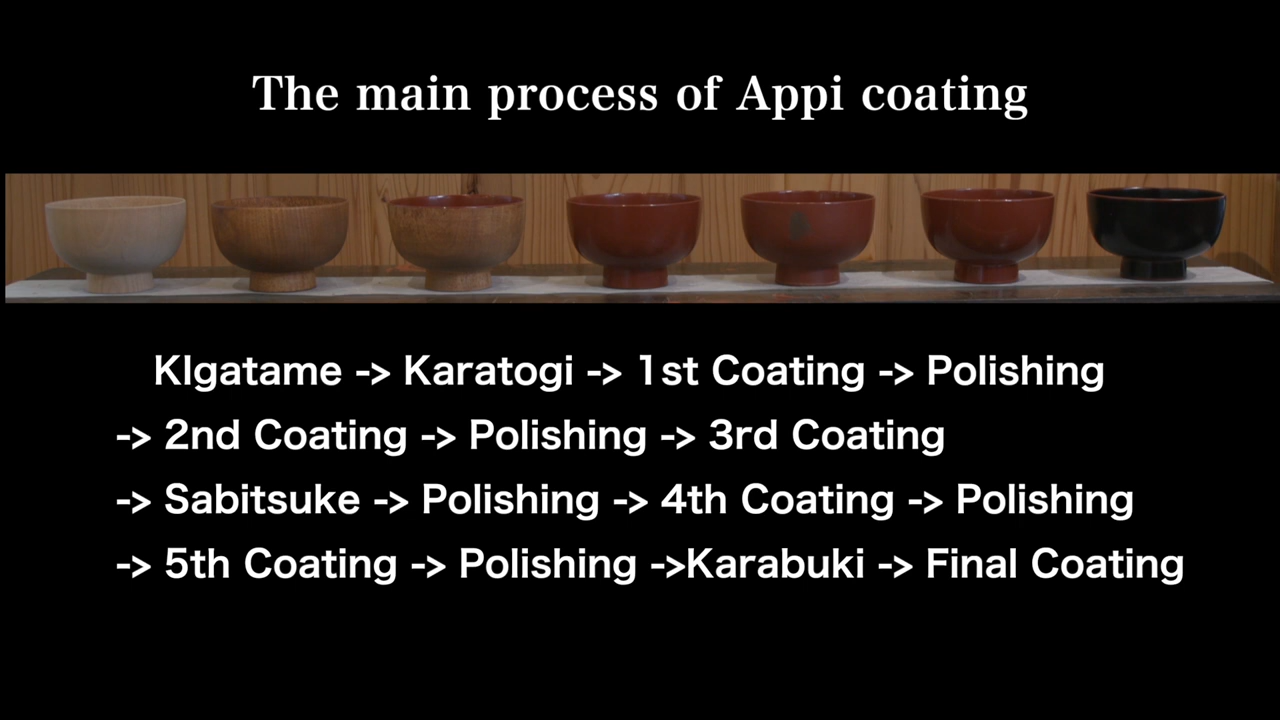 The main process of Appi coating
KIgatame -> Karatogi -> 1st Coating -> Polishing
-> 2nd Coating -> Polishing -> 3rd Coating
-> Sabitsuke -> Polishing -> 4th Coating -> Polishing
-> 5th Coating -> Polishing ->Karabuki -> Final Coating